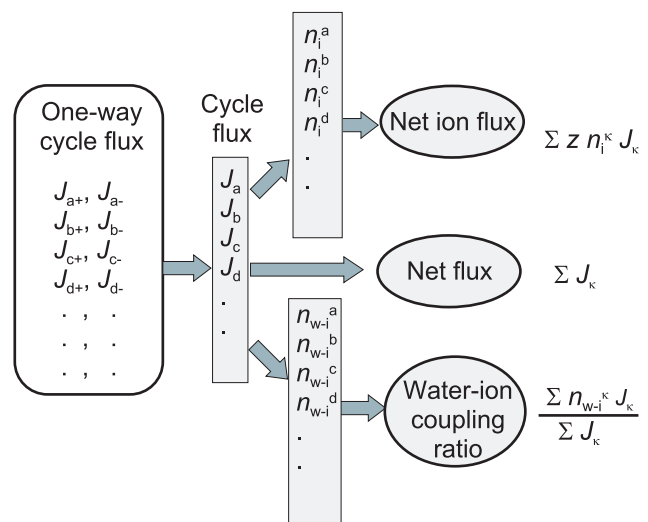 One-way
cycle flux
J_a+, J_a-
J_b+, J_b-
J_c+, J_c-
J_d+, J_d-
. , .
. , .
. , .
Cycle
flux
J_a
J_b
J_c
J_d
.
.
n_i^a
n_i^b
n_i^c
n_i^d
.
.
Net ion flux
Σ z n_i^κ J_κ
Net flux
Σ J_κ
n_w-i^a
n_w-i^b
n_w-i^c
n_w-i^d
.
.
Water-ion
coupling
ratio
Σ n_w-i^κ J_κ
Σ J_κ